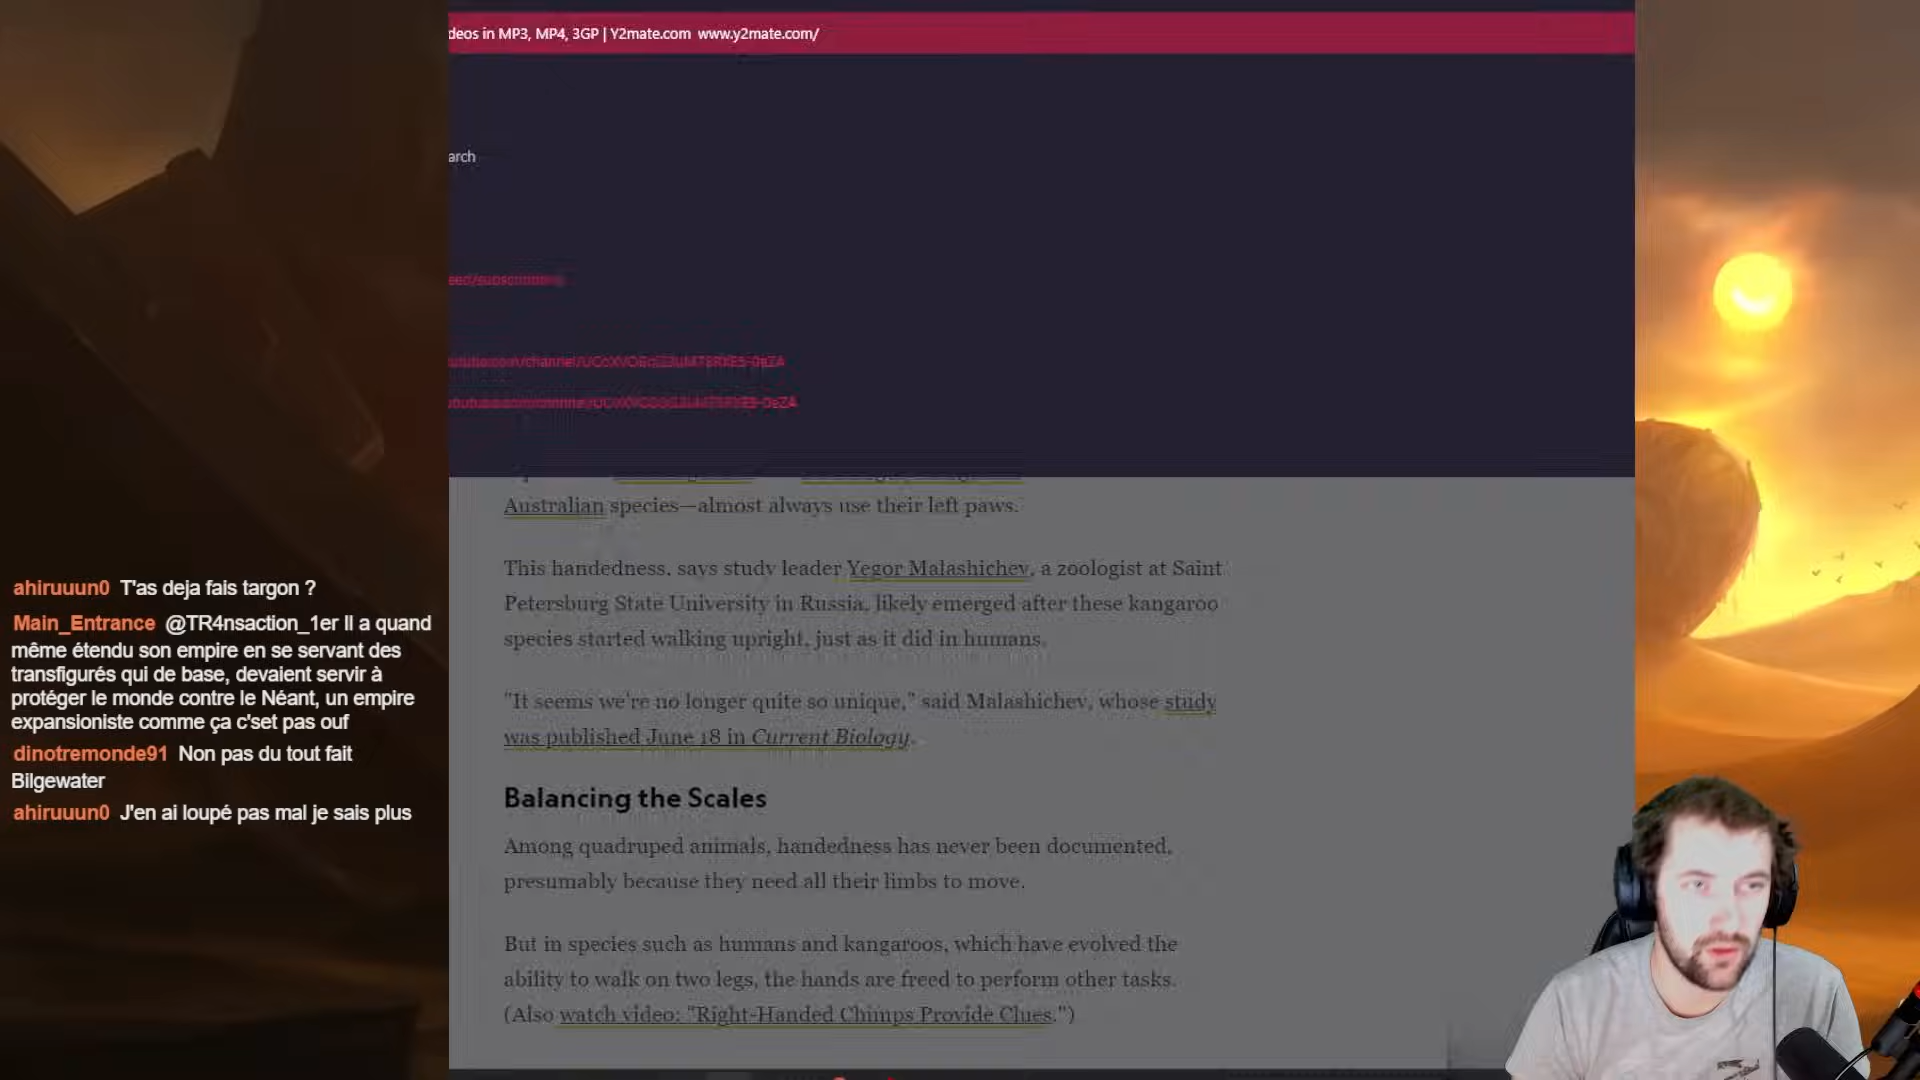 deos in MP3, MP4, 3GP | Y2mate.com www.y2mate.com/
arch
Australian species—almost always use their left paws.
This handedness, says study leader Yegor Malashichev, a zoologist at Saint
Petersburg State University in Russia, likely emerged after these kangaroo
species started walking upright, just as it did in humans.
"It seems we're no longer quite so unique," said Malashichev, whose study
was published June 18 in Current Biology.
Balancing the Scales
Among quadruped animals, handedness has never been documented,
presumably because they need all their limbs to move.
But in species such as humans and kangaroos, which have evolved the
ability to walk on two legs, the hands are freed to perform other tasks.
(Also watch video: "Right-Handed Chimps Provide Clues.")
ahiruuun0 T'as deja fais targon ?
Main_Entrance @TR4nsaction_1er Il a quand
même étendu son empire en se servant des
transfigurés qui de base, devaient servir à
protéger le monde contre le Néant, un empire
expansioniste comme ça c'set pas ouf
dinotremonde91 Non pas du tout fait
Bilgewater
ahiruuun0 J'en ai loupé pas mal je sais plus